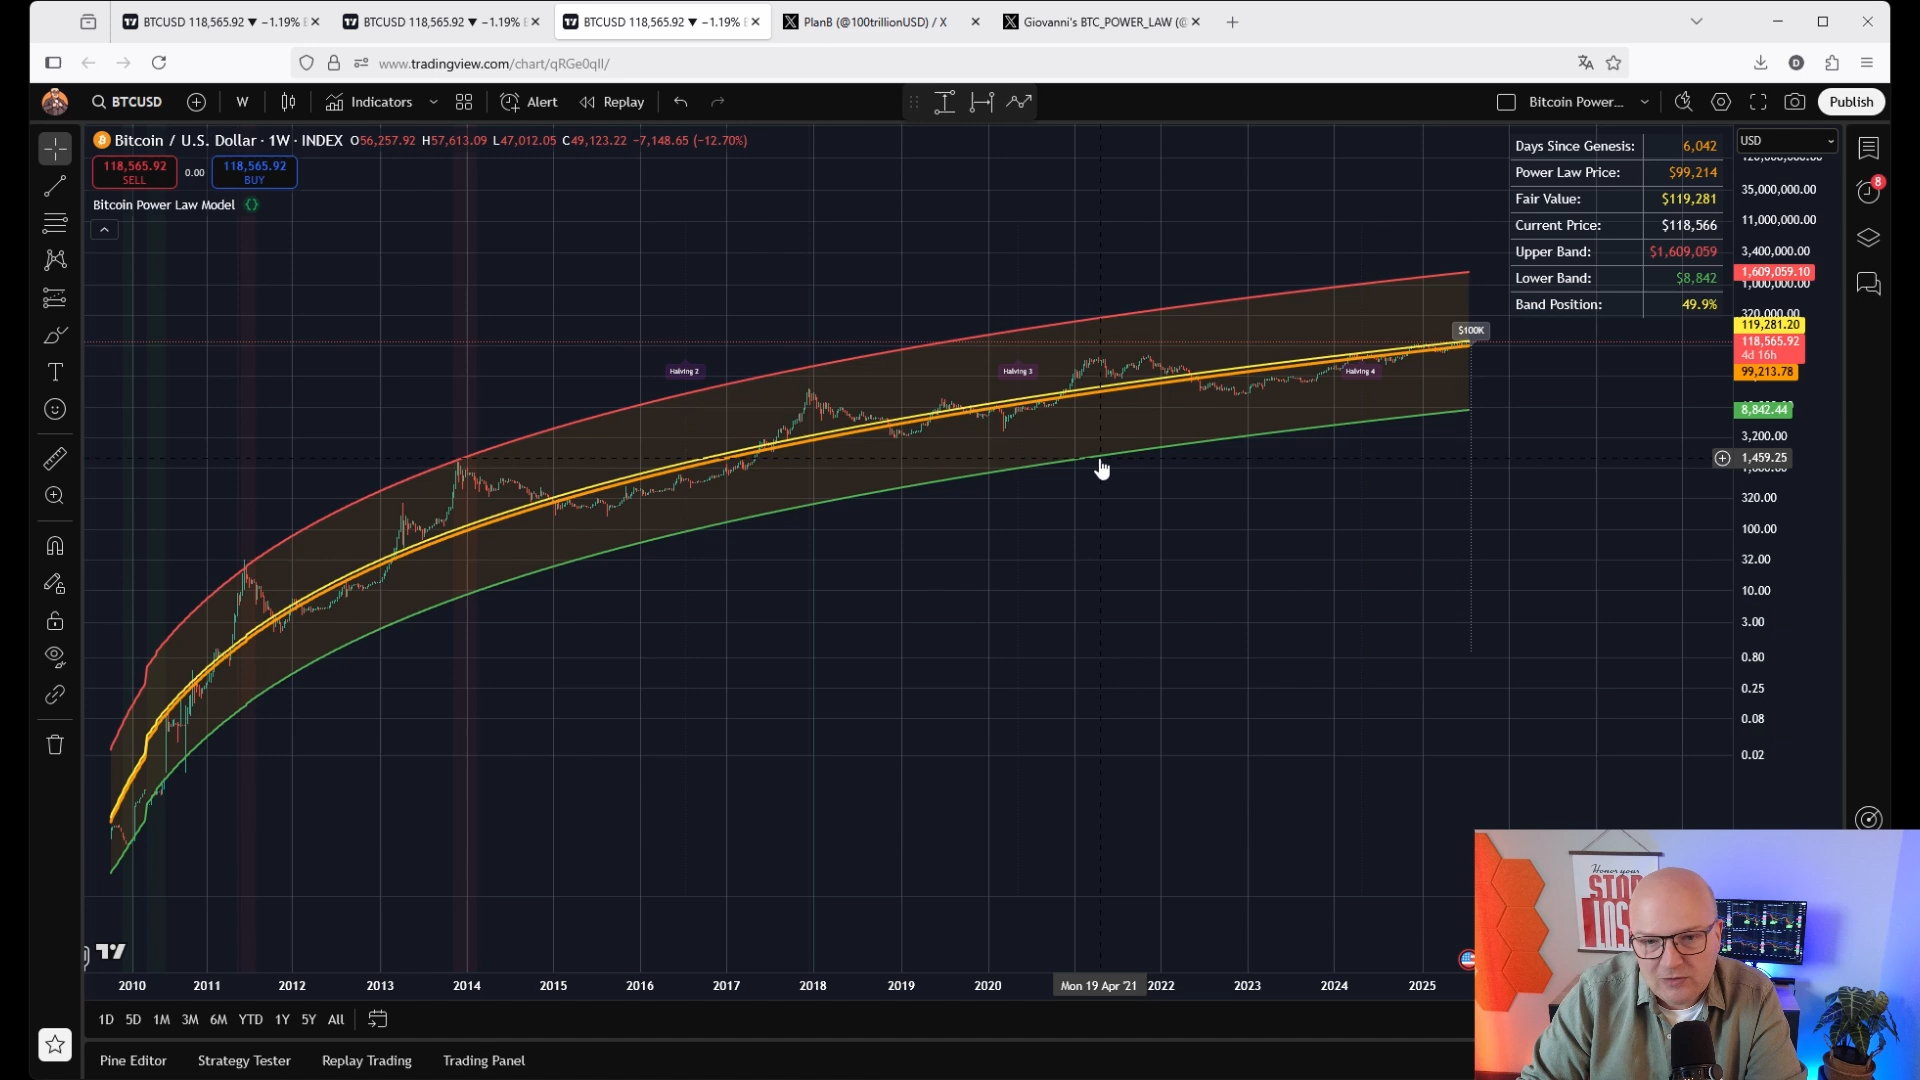 BTCUSD 118,565.92 ▼ −1.19%
BTCUSD 118,565.92 ▼ −1.19%
BTCUSD 118,565.92 ▼ −1.19%
PlanB (@100trillionUSD) / X
Giovanni's BTC_POWER_LAW (@
www.tradingview.com/chart/qRGe0qII/
D
BTCUSD
W
Indicators
Alert
Replay
Bitcoin Power...
Publish
Bitcoin / U.S. Dollar · 1W · INDEX O56,257.92 H57,613.09 L47,012.05 C49,123.22 −7,148.65 (−12.70%)
118,565.92
SELL
0.00
118,565.92
BUY
Bitcoin Power Law Model
Days Since Genesis: 6,042
Power Law Price: $99,214
Fair Value: $119,281
Current Price: $118,566
Upper Band: $1,609,059
Lower Band: $8,842
Band Position: 49.9%
USD
35,000,000.00
11,000,000.00
3,400,000.00
1,609,059.10
1,000,000.00
320,000.00
119,281.20
118,565.92
4d 16h
99,213.78
8,842.44
3,200.00
1,459.25
320.00
100.00
32.00
10.00
3.00
0.80
0.25
0.08
0.02
8
$100K
Halving 2
Halving 3
Halving 4
2010 2011 2012 2013 2014 2015 2016 2017 2018 2019 2020 Mon 19 Apr '21 2022 2023 2024 2025
1D 5D 1M 3M 6M YTD 1Y 5Y All
Pine Editor Strategy Tester Replay Trading Trading Panel
Honor your